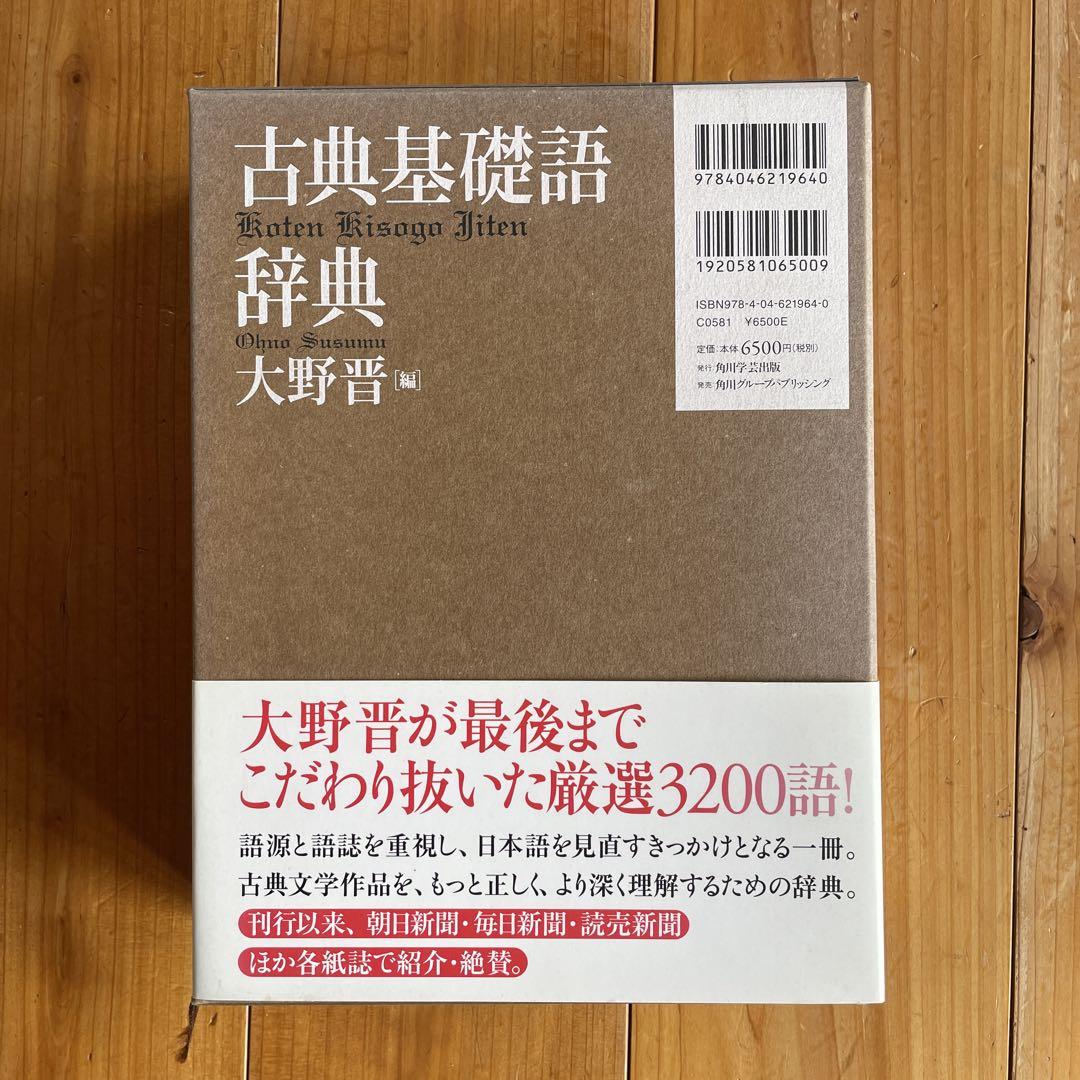 古典基礎語
Koten Kisogo Jiten
辞典
Ohno Susumu
大野晋[編]
9784046219640
1920581065009
ISBN978-4-04-621964-0
C0581 ¥6500E
定価:本体6500円(税別)
発行:角川学芸出版
発売:角川グループパブリッシング
大野晋が最後まで
こだわり抜いた厳選3200語!
語源と語誌を重視し、日本語を見直すきっかけとなる一冊。
古典文学作品を、もっと正しく、より深く理解するための辞典。
刊行以来、朝日新聞・毎日新聞・読売新聞
ほか各紙誌で紹介・絶賛。